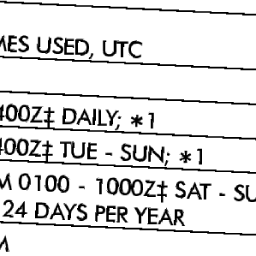 MES USED, UTC
400Z‡ DAILY; *1
400Z‡ TUE - SUN; *1
M 0100 - 1000Z‡ SAT - SU
24 DAYS PER YEAR
M